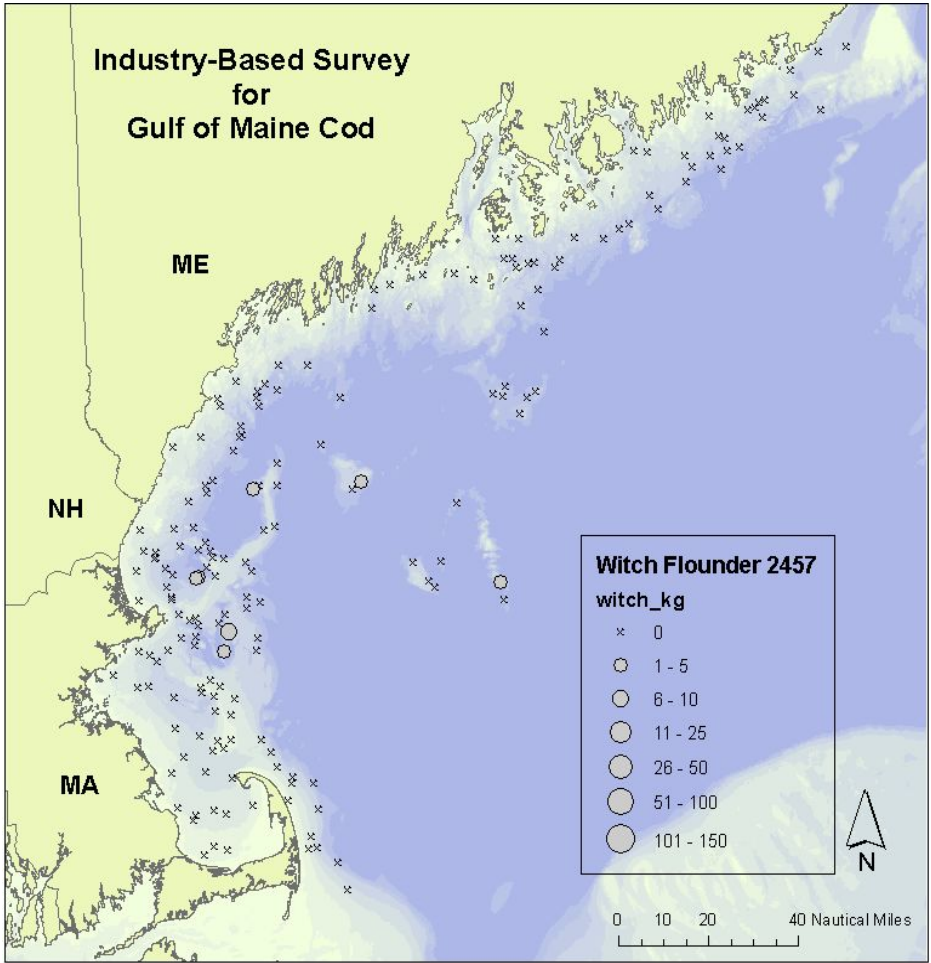 Industry-Based Survey
for
Gulf of Maine Cod
ME
NH
MA
Witch Flounder 2457
witch_kg
0
1 - 5
6 - 10
11 - 25
26 - 50
51 - 100
101 - 150
N
0 10 20 40 Nautical Miles